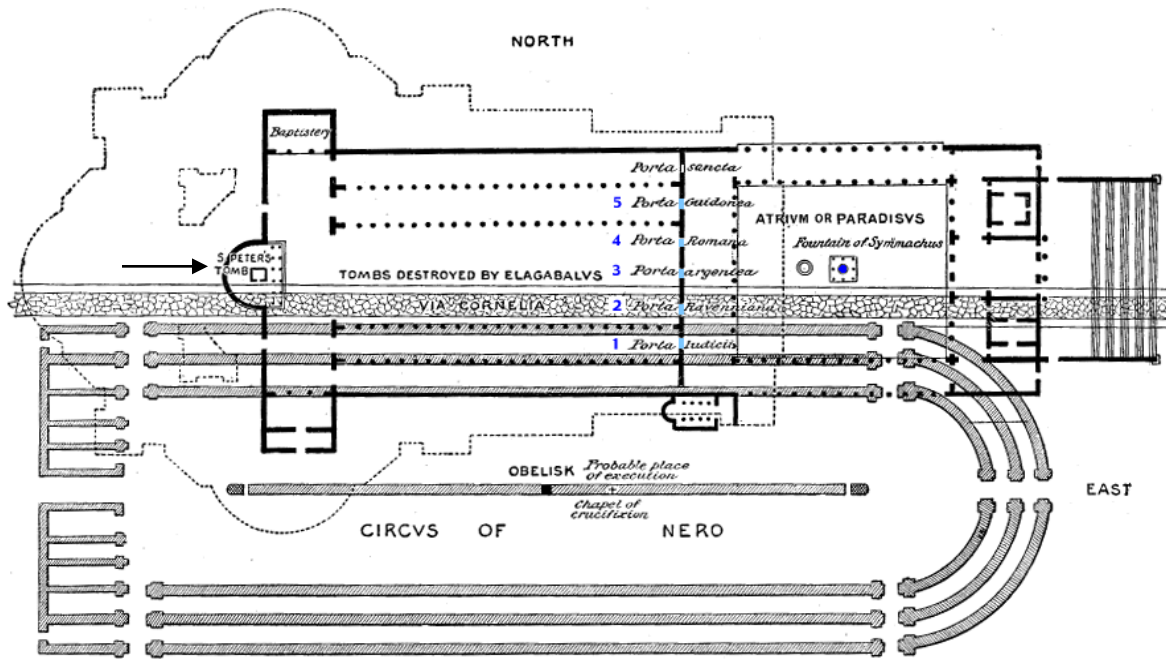 NORTH
Baptistery
Porta sancta
5 Porta Guidonea
ATRIVM OR PARADISVS
4 Porta Romana
Fountain of Symmachus
S. PETER'S
TOMB
TOMBS DESTROYED BY ELAGABALVS
3 Porta argentea
VIA CORNELIA
2 Porta Raveniana
1 Porta Iudicii
OBELISK
Probable place
of execution
Chapel of
crucifixion
EAST
CIRCVS OF NERO